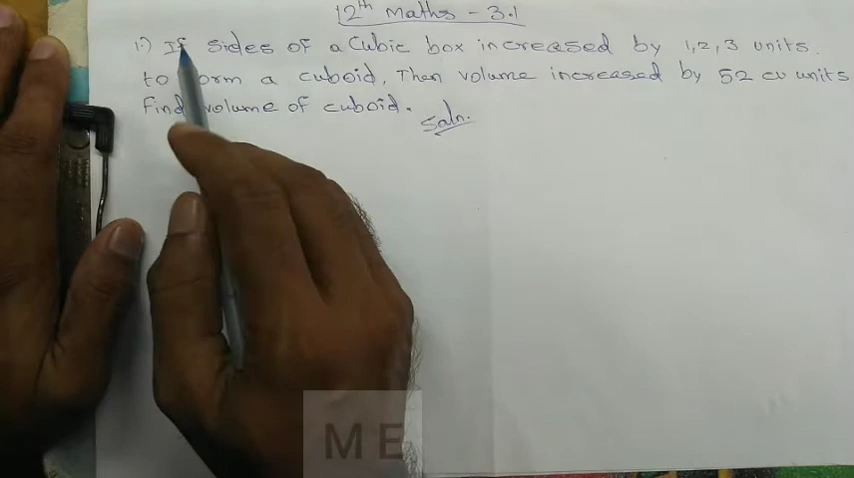 12th Maths - 3.1
1.) If sides of a cubic box increased by 1, 2, 3 units.
to form a cuboid, Then volume increased by 52 cu units
Find volume of cuboid.
Soln.
ME